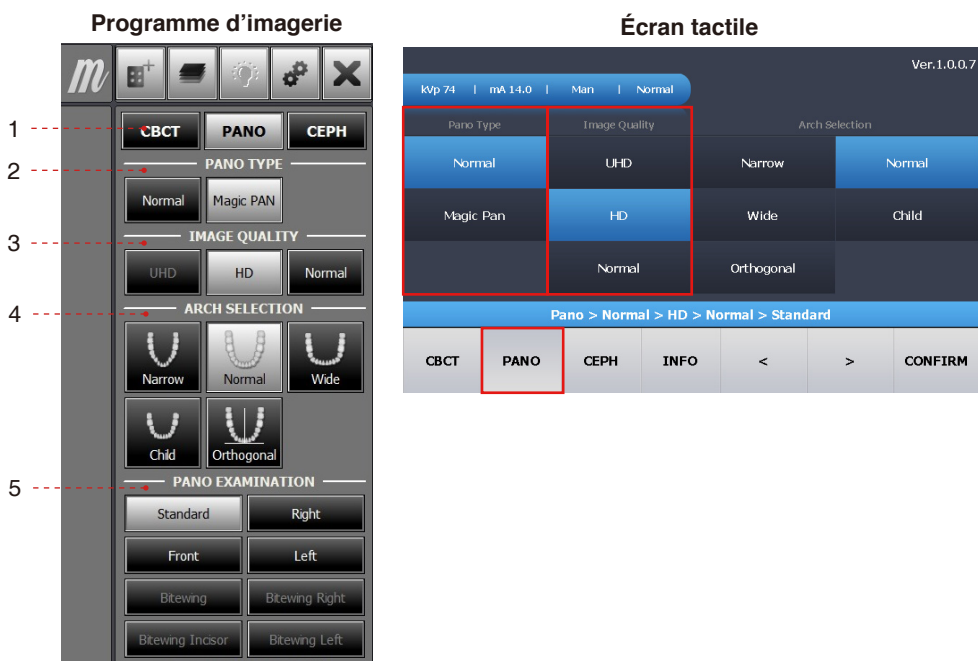 Programme d’imagerie
m
1
CBCT PANO CEPH
2
PANO TYPE
Normal Magic PAN
3
IMAGE QUALITY
UHD HD Normal
4
ARCH SELECTION
Narrow Normal Wide
Child Orthogonal
5
PANO EXAMINATION
Standard Right
Front Left
Bitewing Bitewing Right
Bitewing Incisor Bitewing Left
Écran tactile
Ver.1.0.0.7
kVp 74 | mA 14.0 | Man | Normal
Pano Type Image Quality Arch Selection
Normal UHD Narrow Normal
Magic Pan HD Wide Child
Normal Orthogonal
Pano > Normal > HD > Normal > Standard
CBCT PANO CEPH INFO < > CONFIRM